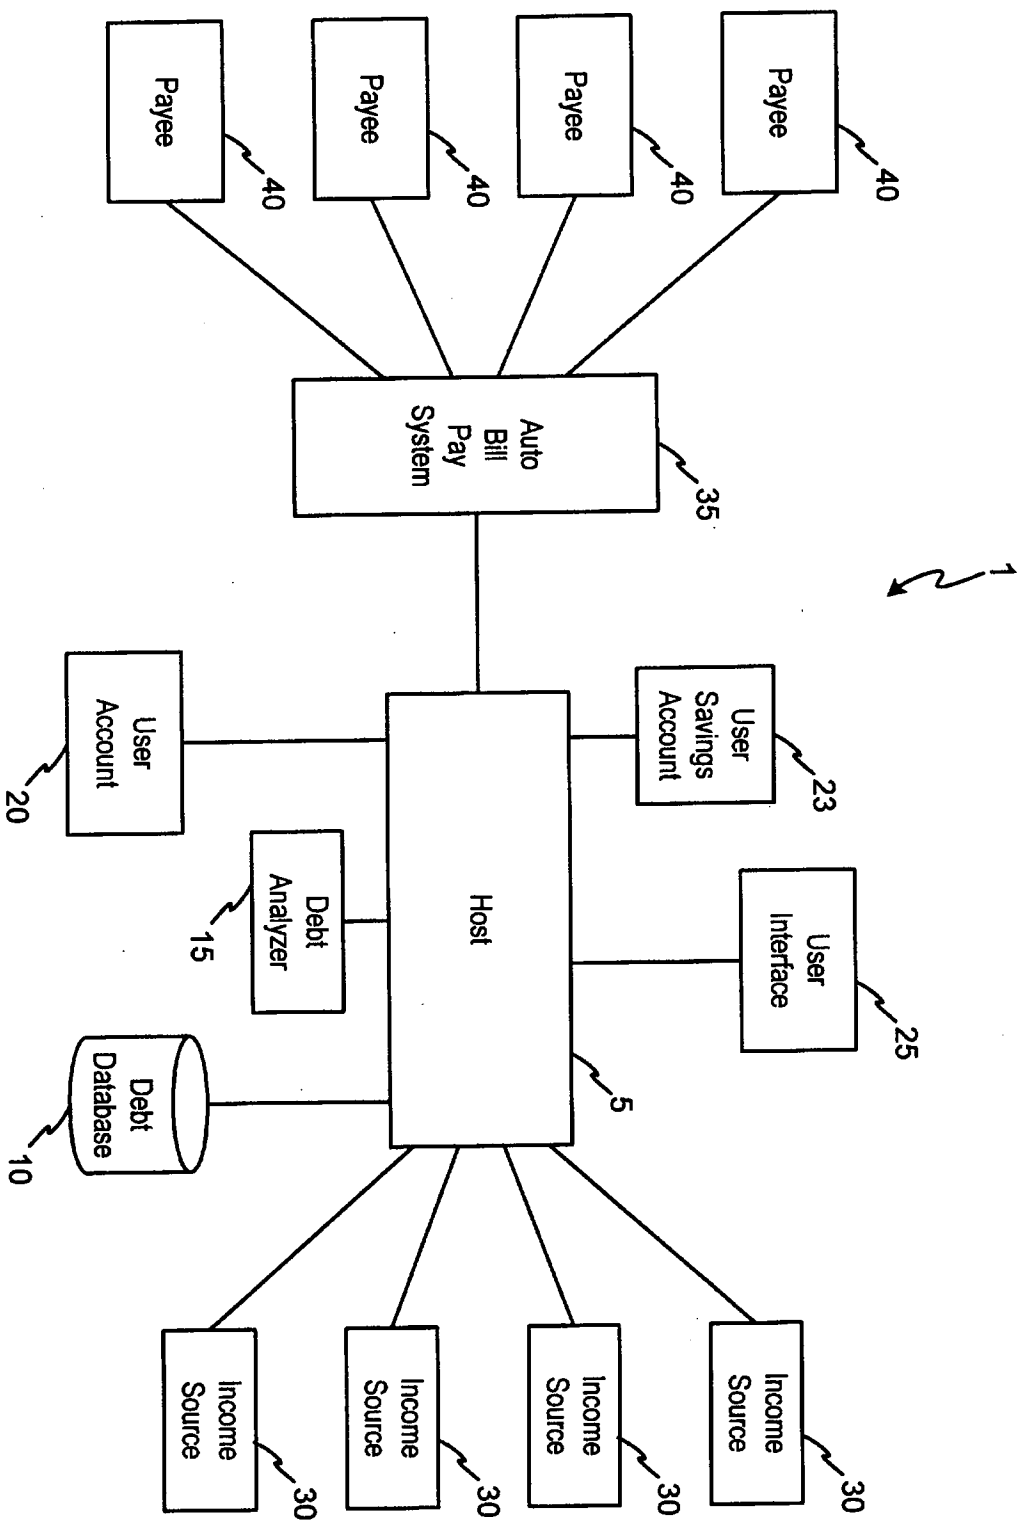 1
Payee
40
Payee
40
Payee
40
Payee
40
Auto
Bill
Pay
System
35
User
Savings
Account
23
User
Interface
25
Host
5
User
Account
20
Debt
Analyzer
15
Debt
Database
10
Income
Source
30
Income
Source
30
Income
Source
30
Income
Source
30